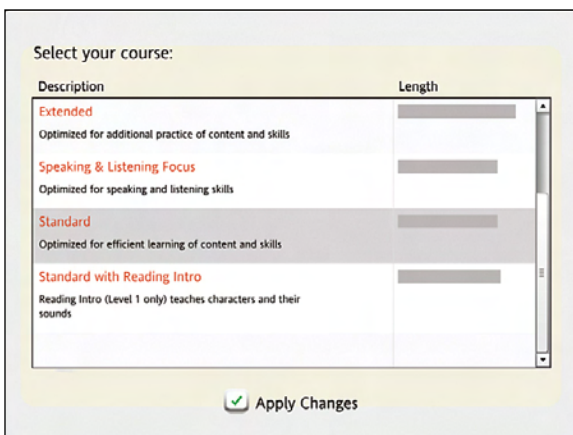 Select your course:
Description Length
Extended
Optimized for additional practice of content and skills
Speaking & Listening Focus
Optimized for speaking and listening skills
Standard
Optimized for efficient learning of content and skills
Standard with Reading Intro
Reading Intro (Level 1 only) teaches characters and their
sounds
Apply Changes